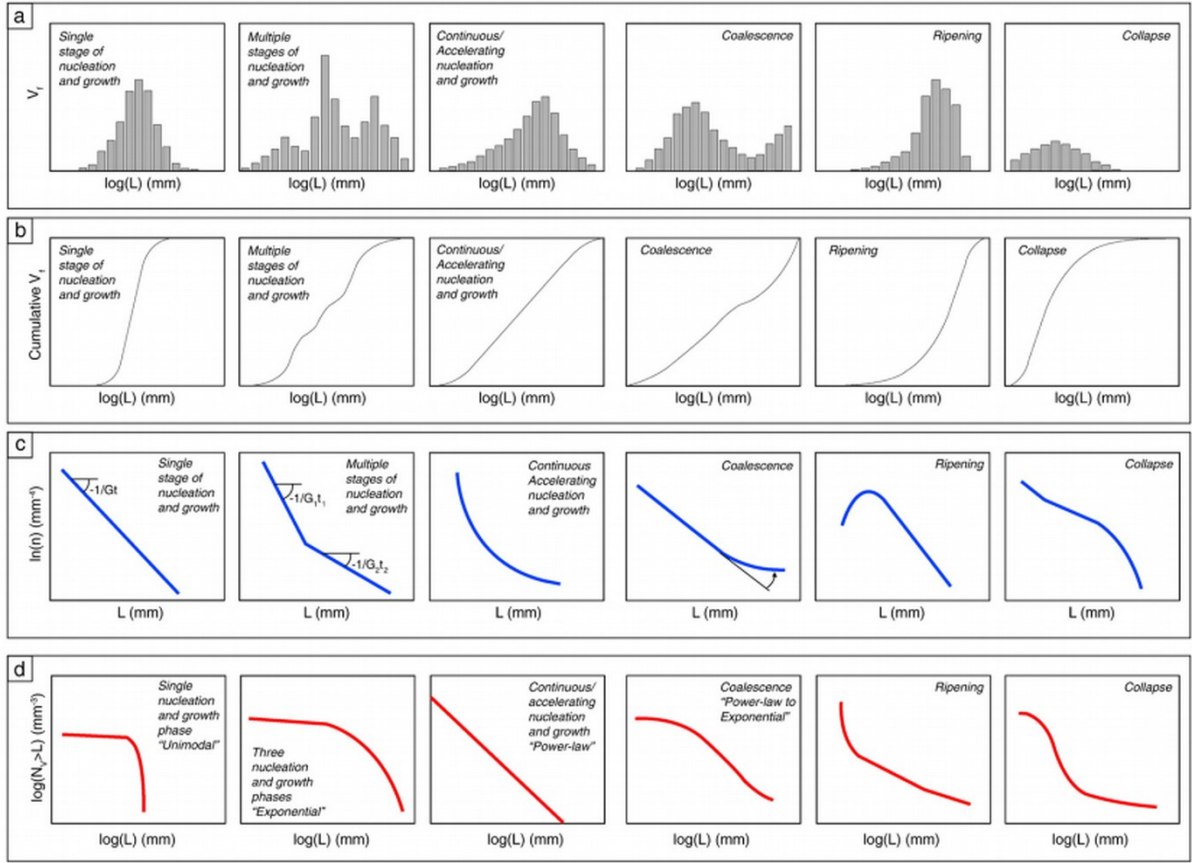 a
Single
stage of
nucleation
and growth
Multiple
stages of
nucleation
and growth
Continuous/
Accelerating
nucleation
and growth
Coalescence
Ripening
Collapse
Vf
log(L) (mm)
log(L) (mm)
log(L) (mm)
log(L) (mm)
log(L) (mm)
log(L) (mm)
b
Single
stage of
nucleation
and growth
Multiple
stages of
nucleation
and growth
Continuous/
Accelerating
nucleation
and growth
Coalescence
Ripening
Collapse
Cumulative Vf
log(L) (mm)
log(L) (mm)
log(L) (mm)
log(L) (mm)
log(L) (mm)
log(L) (mm)
c
Single
stage of
nucleation
and growth
-1/Gt
Multiple
stages of
nucleation
and growth
-1/G₁t₁
-1/G₂t₂
Continuous
Accelerating
nucleation
and growth
Coalescence
Ripening
Collapse
ln(n) (mm⁻⁴)
L (mm)
L (mm)
L (mm)
L (mm)
L (mm)
L (mm)
d
Single
nucleation
and growth
phase
"Unimodal"
Three
nucleation
and growth
phases
"Exponential"
Continuous/
accelerating
nucleation
and growth
"Power-law"
Coalescence
"Power-law to
Exponential"
Ripening
Collapse
log(Nv>L) (mm⁻³)
log(L) (mm)
log(L) (mm)
log(L) (mm)
log(L) (mm)
log(L) (mm)
log(L) (mm)